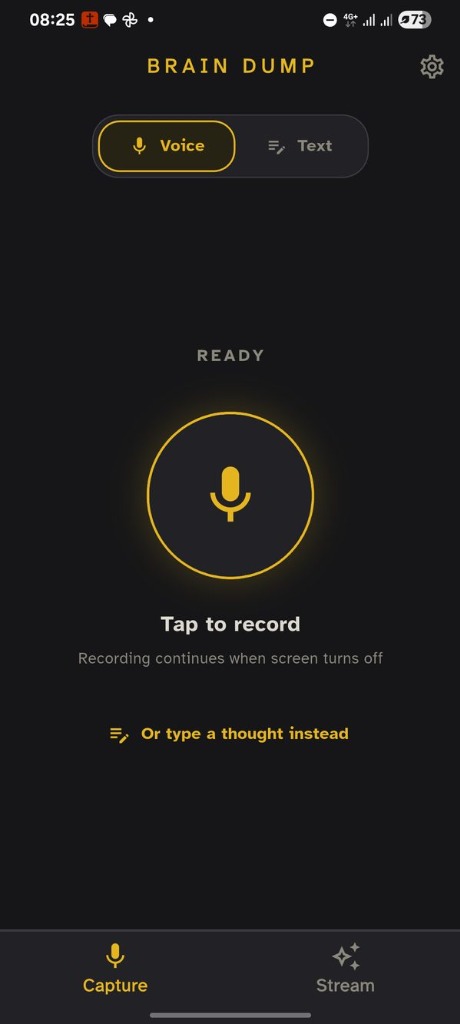 08:25 4G+ 73
BRAIN DUMP
Voice Text
READY
Tap to record
Recording continues when screen turns off
Or type a thought instead
Capture Stream